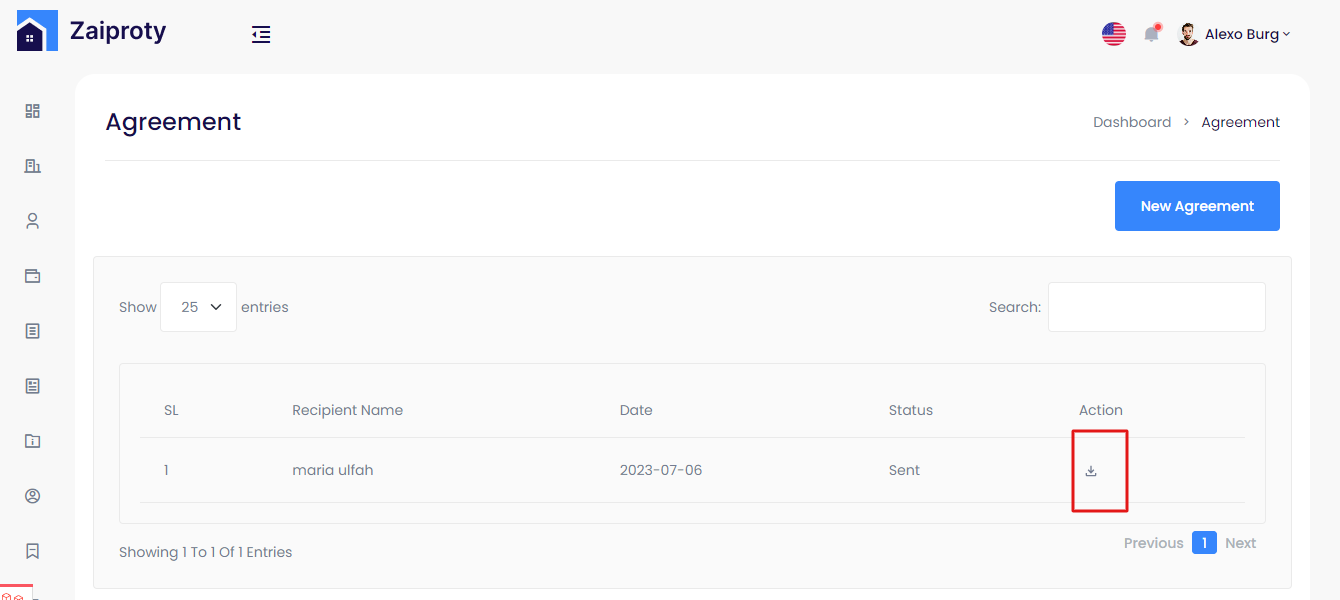 Zaiproty
Alexo Burg
Agreement
Dashboard > Agreement
New Agreement
Show 25 entries
Search:
SL Recipient Name Date Status Action
1 maria ulfah 2023-07-06 Sent
Showing 1 To 1 Of 1 Entries
Previous 1 Next